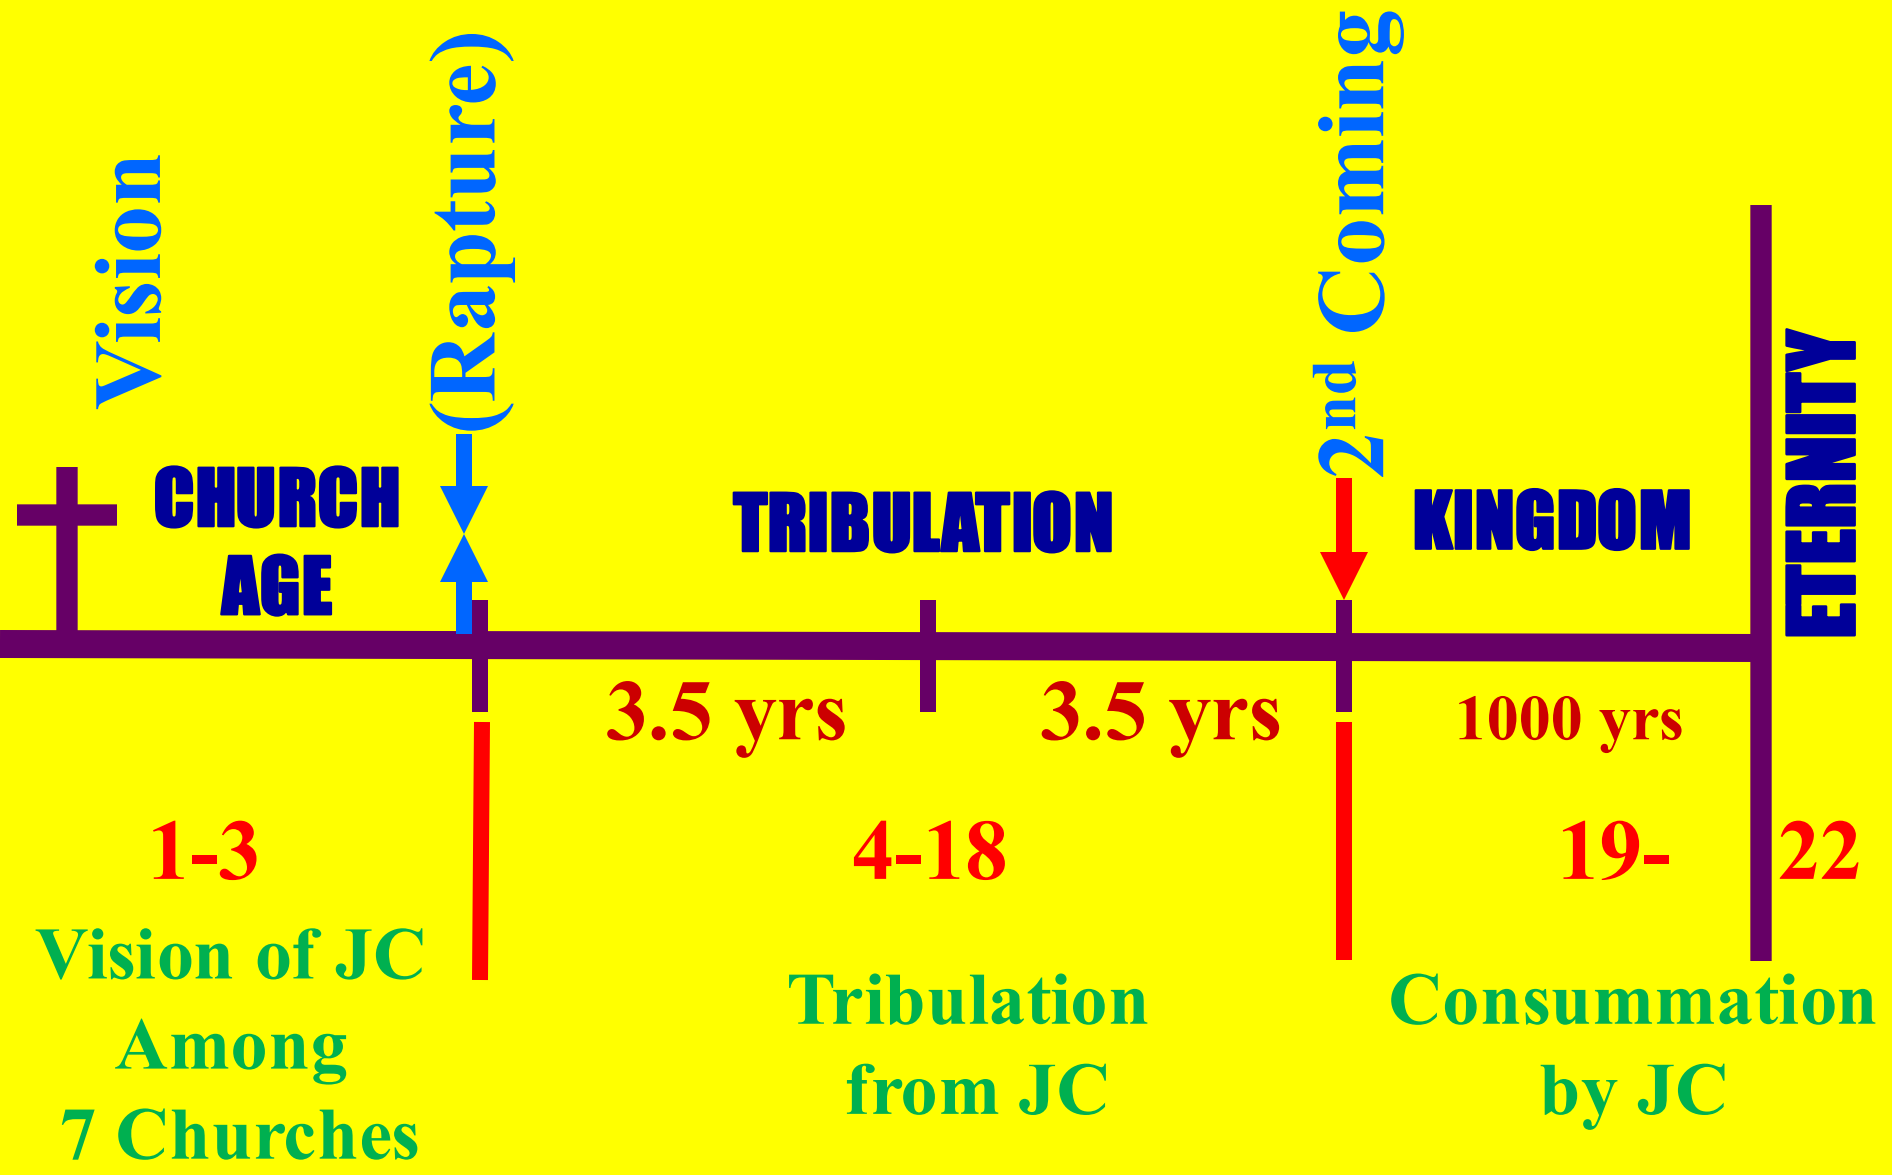 Vision
(Rapture)
2nd Coming
CHURCH
AGE
TRIBULATION
KINGDOM
ETERNITY
3.5 yrs
3.5 yrs
1000 yrs
1-3
4-18
19-
22
Vision of JC
Among
7 Churches
Tribulation
from JC
Consummation
by JC